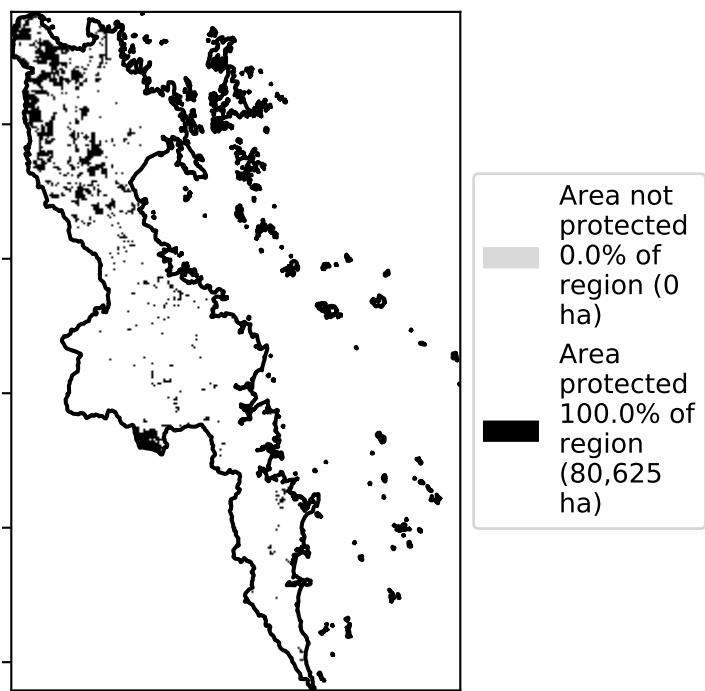 Area not
protected
0.0% of
region (0
ha)
Area
protected
100.0% of
region
(80,625
ha)